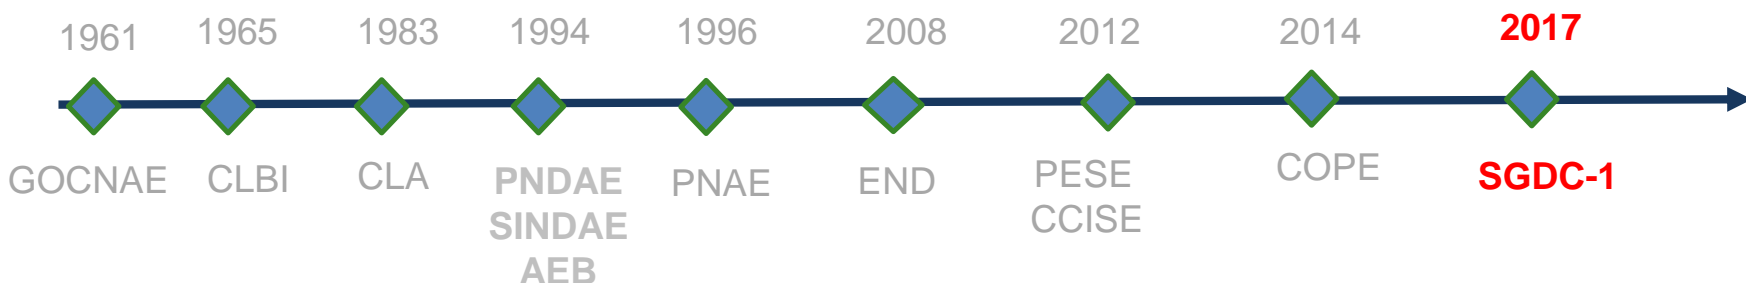 1961 1965 1983 1994 1996 2008 2012 2014 2017
GOCNAE CLBI CLA PNDAE PNAE END PESE COPE SGDC-1
SINDAE CCISE
AEB